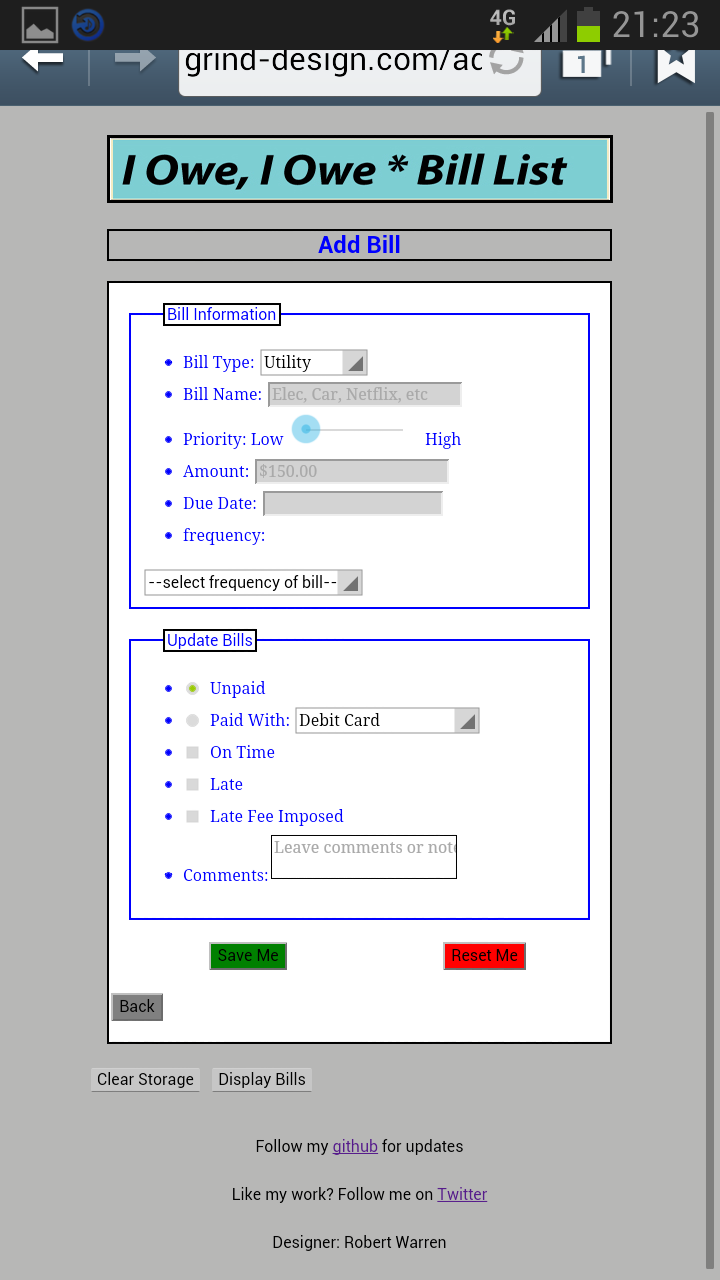 4G 21:23
grind-design.com/ac
1
I Owe, I Owe * Bill List
Add Bill
Bill Information
Bill Type: Utility
Bill Name: Elec, Car, Netflix, etc
Priority: Low High
Amount: $150.00
Due Date:
frequency:
--select frequency of bill--
Update Bills
Unpaid
Paid With: Debit Card
On Time
Late
Late Fee Imposed
Leave comments or note
Comments:
Save Me Reset Me
Back
Clear Storage Display Bills
Follow my github for updates
Like my work? Follow me on Twitter
Designer: Robert Warren